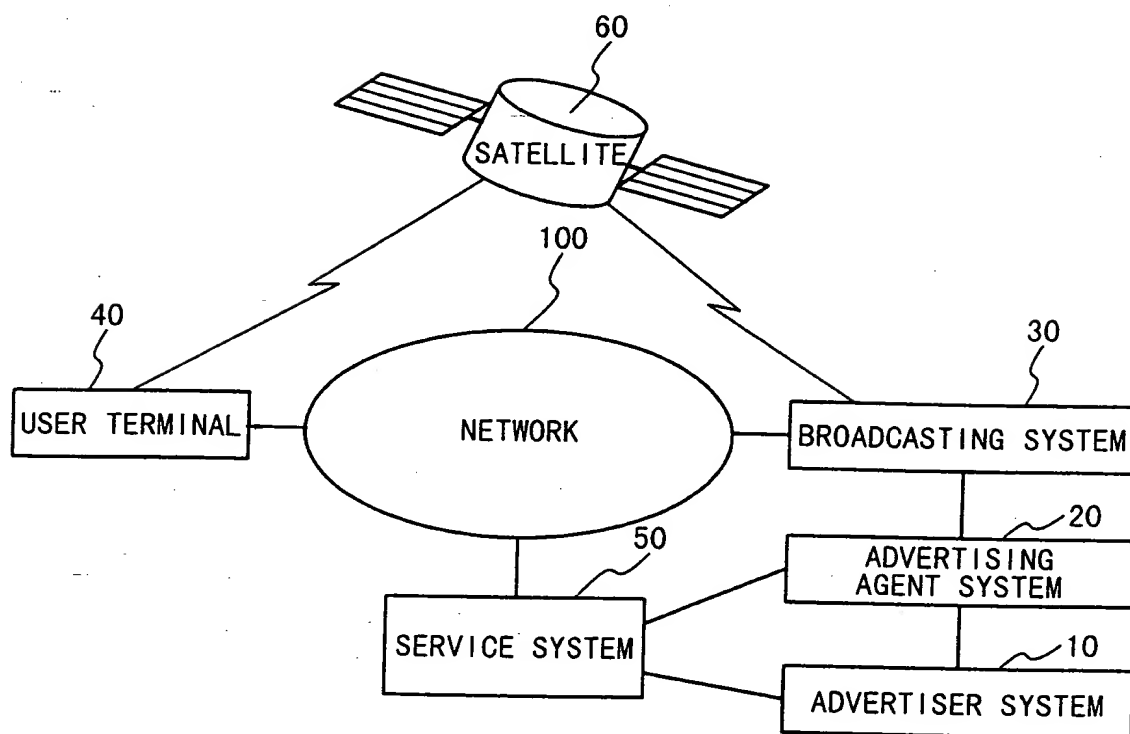 60
SATELLITE
100
40
30
USER TERMINAL
NETWORK
BROADCASTING SYSTEM
50
20
ADVERTISING
AGENT SYSTEM
SERVICE SYSTEM
10
ADVERTISER SYSTEM